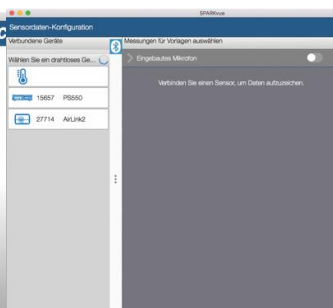 SPARKvue
Sensordaten-Konfiguration
Verbundene Geräte
Messungen für Vorlagen auswählen
Wählen Sie ein drahtloses Ge...
Eingebautes Mikrofon
Verbinden Sie einen Sensor, um Daten aufzuzeichnen.
15657 PS550
27714 AirLink2